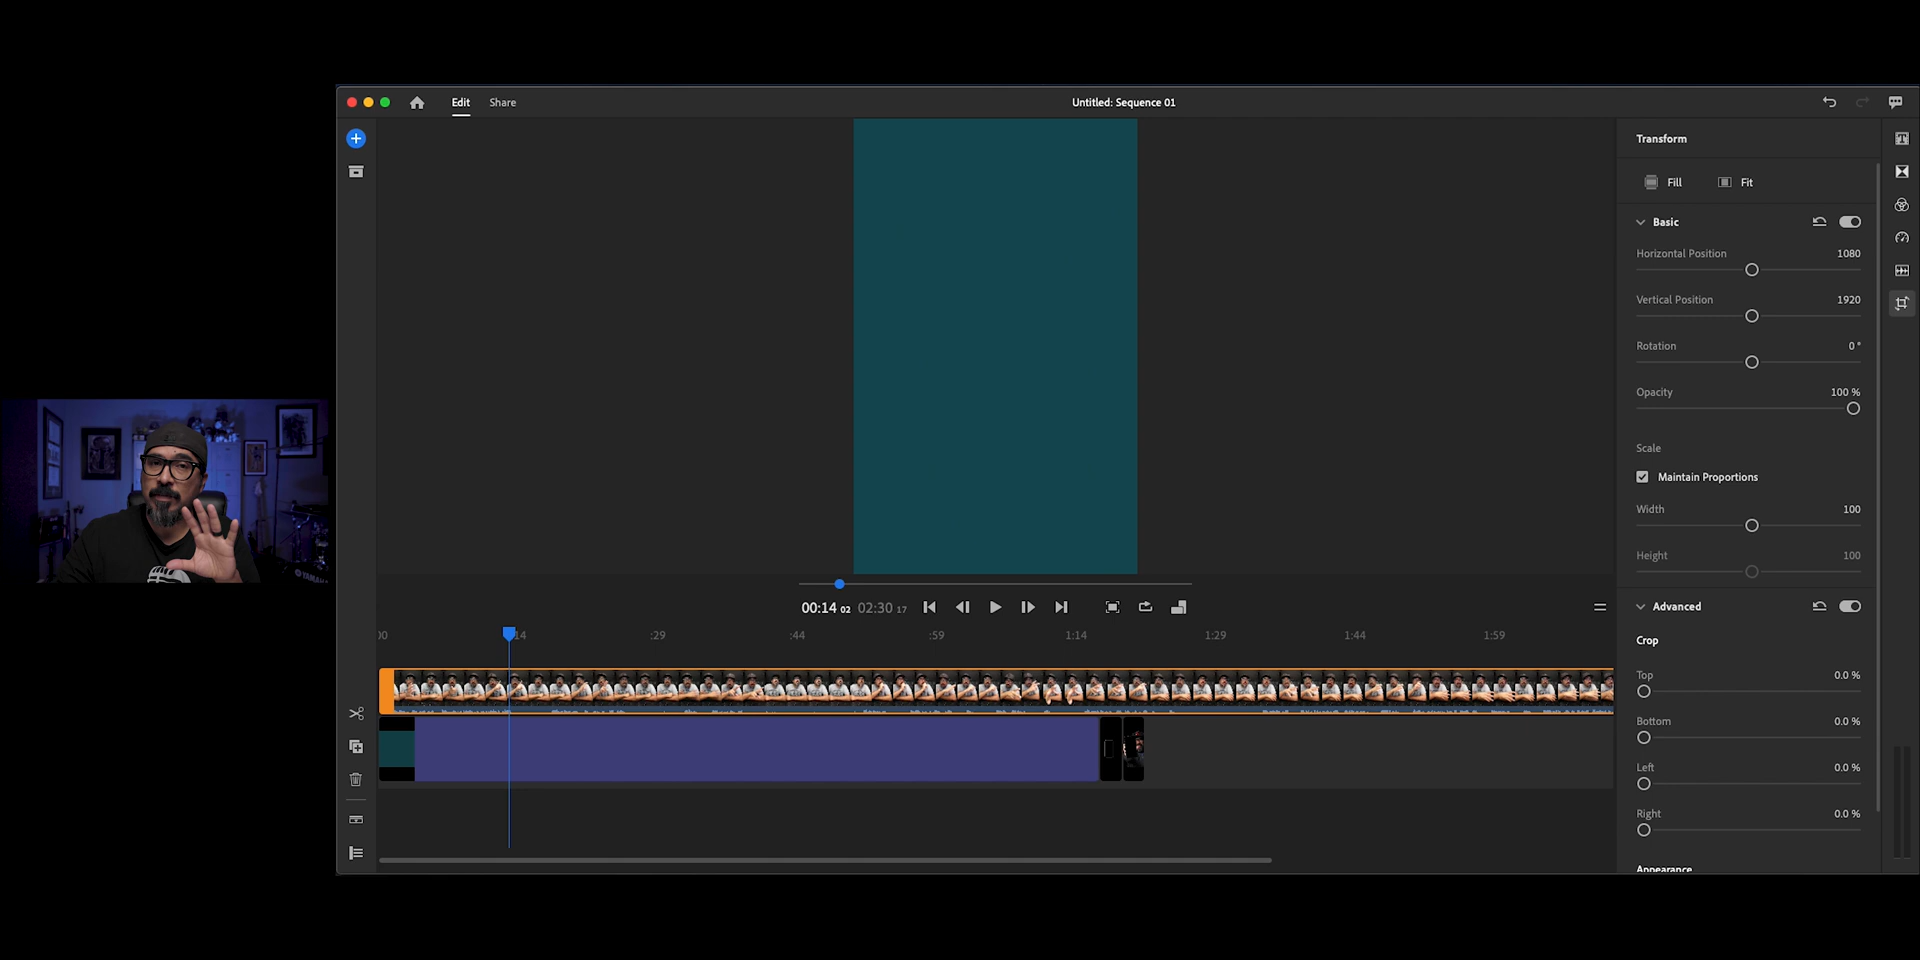 Edit Share Untitled: Sequence 01
Transform
Fill Fit
Basic
Horizontal Position 1080
Vertical Position 1920
Rotation 0 °
Opacity 100 %
Scale
Maintain Proportions
Width 100
Height 100
Advanced
Crop
Top 0.0 %
Bottom 0.0 %
Left 0.0 %
Right 0.0 %
Appearance
00:14 02 02:30 17
:14 :29 :44 :59 1:14 1:29 1:44 1:59
YAMAHA